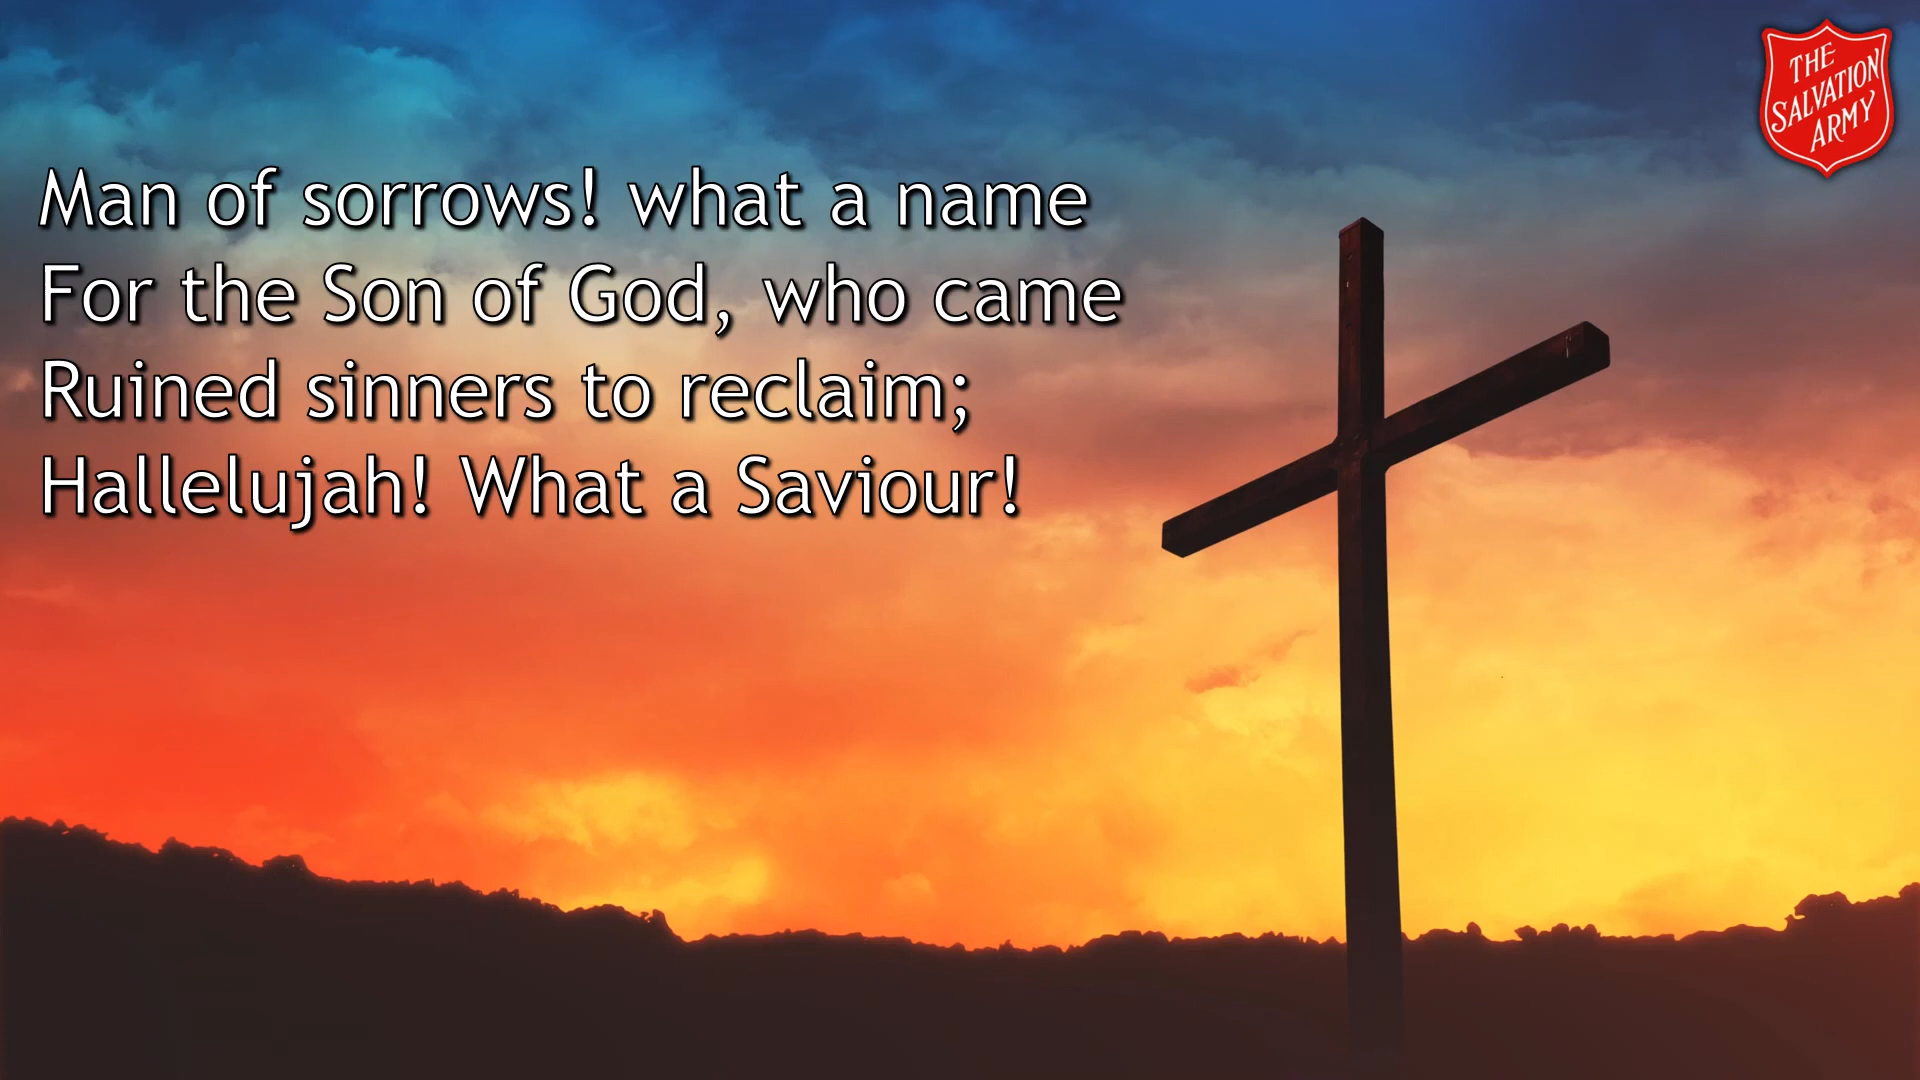 THE
SALVATION
ARMY
Man of sorrows! what a name
For the Son of God, who came
Ruined sinners to reclaim;
Hallelujah! What a Saviour!